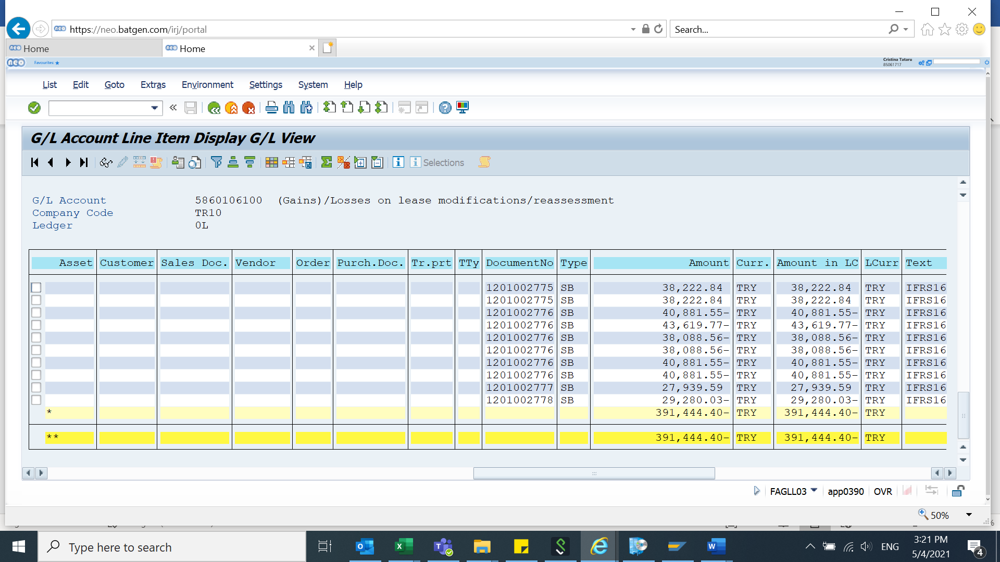 https://neo.batgen.com/irj/portal
Search...
neo Home
neo Home
neo Favourites: ★
Cristina Tataru
85061717
List Edit Goto Extras Environment Settings System Help
G/L Account Line Item Display G/L View
Selections
G/L Account 5860106100 (Gains)/Losses on lease modifications/reassessment
Company Code TR10
Ledger 0L
Asset Customer Sales Doc. Vendor Order Purch.Doc. Tr.prt TTy DocumentNo Type Amount Curr. Amount in LC LCurr Text
1201002775 SB 38,222.84 TRY 38,222.84 TRY IFRS16
1201002775 SB 38,222.84 TRY 38,222.84 TRY IFRS16
1201002776 SB 40,881.55- TRY 40,881.55- TRY IFRS16
1201002776 SB 43,619.77- TRY 43,619.77- TRY IFRS16
1201002776 SB 38,088.56- TRY 38,088.56- TRY IFRS16
1201002776 SB 38,088.56- TRY 38,088.56- TRY IFRS16
1201002776 SB 40,881.55- TRY 40,881.55- TRY IFRS16
1201002776 SB 40,881.55- TRY 40,881.55- TRY IFRS16
1201002777 SB 27,939.59 TRY 27,939.59 TRY IFRS16
1201002778 SB 29,280.03- TRY 29,280.03- TRY IFRS16
* 391,444.40- TRY 391,444.40- TRY
** 391,444.40- TRY 391,444.40- TRY
FAGLL03 app0390 OVR
50%
Type here to search
ENG
3:21 PM
5/4/2021
4